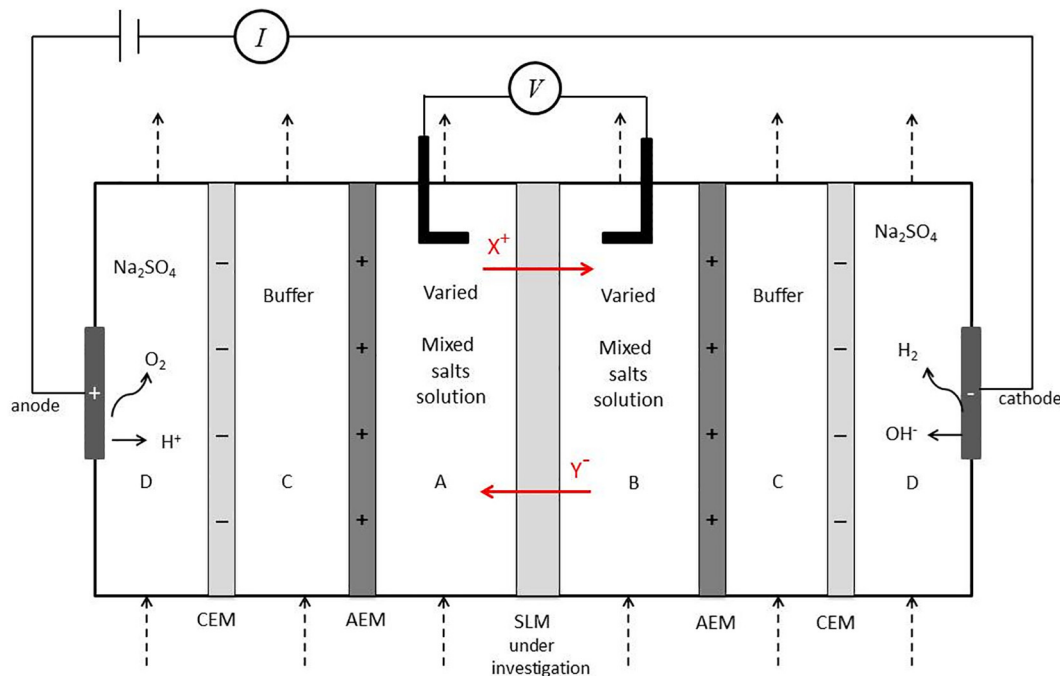 I
V
X⁺
Na₂SO₄
Na₂SO₄
− + + −
Buffer
Varied
Varied
Buffer
− + + −
O₂
Mixed
salts
solution
Mixed
salts
solution
H₂
+
-
anode
cathode
H⁺
− + + −
OH⁻
Y⁻
D
C
A
B
C
D
− + + −
CEM
AEM
SLM
under
investigation
AEM
CEM